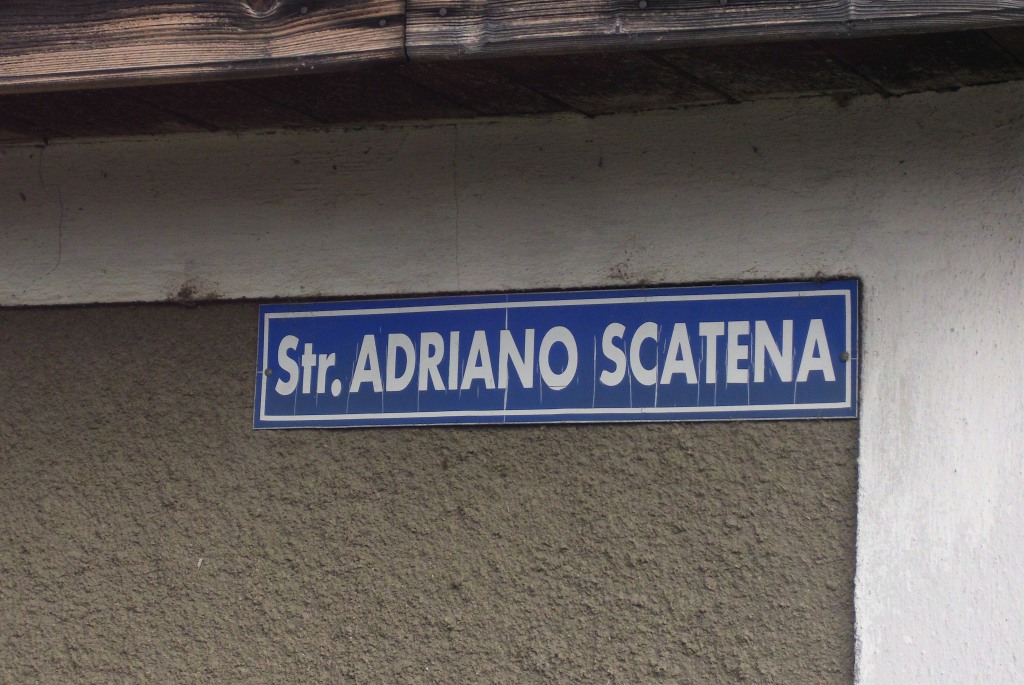 Str. ADRIANO SCATENA